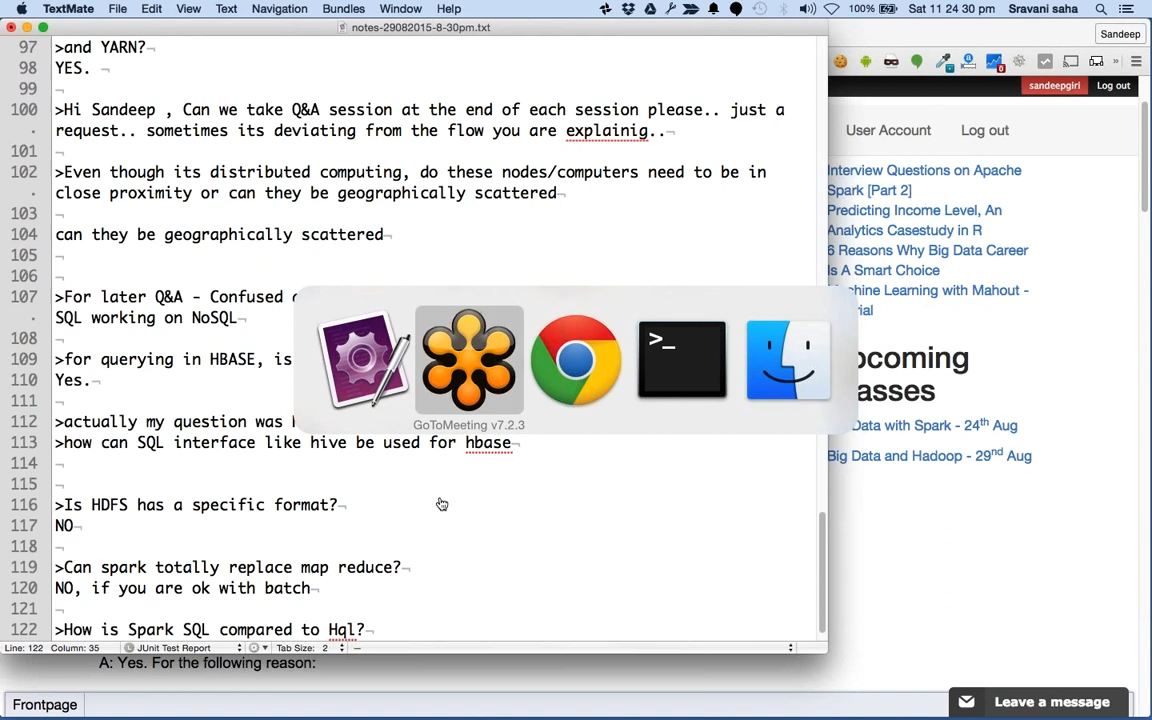 TextMate File Edit View Text Navigation Bundles Window Help 100% Sat 11 24 30 pm Sravani saha
notes-29082015-8-30pm.txt
Sandeep
97 >and YARN?¬
98 YES. ¬
99 ¬
100 >Hi Sandeep , Can we take Q&A session at the end of each session please.. just a
request.. sometimes its deviating from the flow you are explainig..¬
101 ¬
102 >Even though its distributed computing, do these nodes/computers need to be in
close proximity or can they be geographically scattered¬
103 ¬
104 can they be geographically scattered¬
105 ¬
106 ¬
107 >For later Q&A - Confused
SQL working on NoSQL¬
108 ¬
109 >for querying in HBASE, is
110 Yes.¬
111 ¬
112 >actually my question was
113 >how can SQL interface like hive be used for hbase¬
114 ¬
115 ¬
116 >Is HDFS has a specific format?¬
117 NO¬
118 ¬
119 >Can spark totally replace map reduce?¬
120 NO, if you are ok with batch¬
121 ¬
122 >How is Spark SQL compared to Hql?¬
Line: 122 Column: 35 JUnit Test Report Tab Size: 2
GoToMeeting v7.2.3
>_
sandeepgiri Log out
User Account Log out
Interview Questions on Apache
Spark [Part 2]
Predicting Income Level, An
Analytics Casestudy in R
6 Reasons Why Big Data Career
Is A Smart Choice
chine Learning with Mahout -
rial
pcoming
asses
Data with Spark - 24th Aug
Big Data and Hadoop - 29nd Aug
A: Yes. For the following reason:
Frontpage
Leave a message